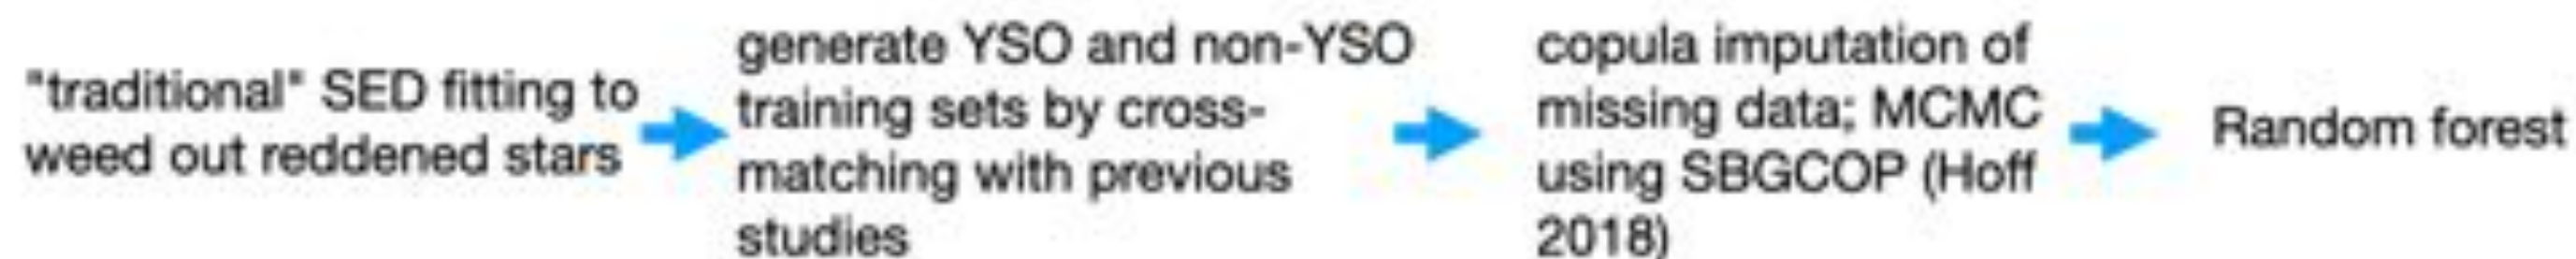 "traditional" SED fitting to
weed out reddened stars
generate YSO and non-YSO
training sets by cross-
matching with previous
studies
copula imputation of
missing data; MCMC
using SBGCOP (Hoff
2018)
Random forest